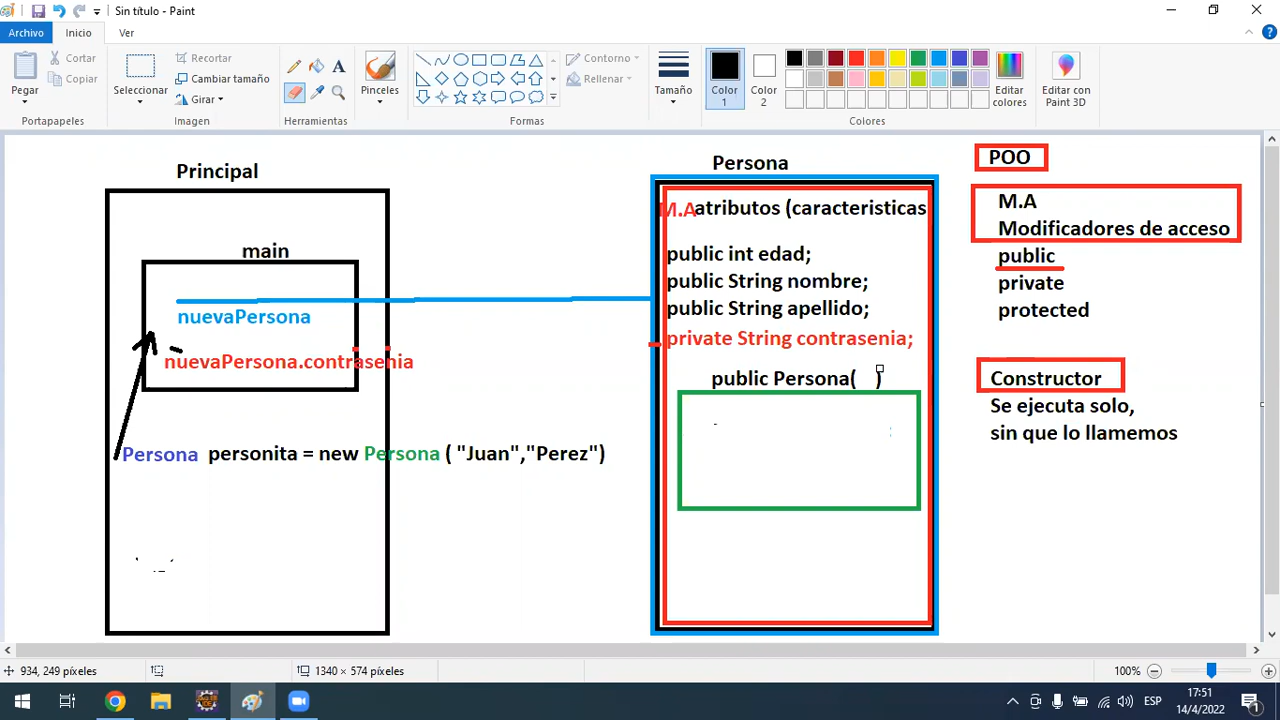 Sin título - Paint
Archivo Inicio Ver
Pegar
Cortar
Copiar
Portapapeles
Seleccionar
Recortar
Cambiar tamaño
Girar
Imagen
A
Herramientas
Pinceles
Contorno
Rellenar
Formas
Tamaño
Color 1
Color 2
Editar colores
Colores
Editar con Paint 3D
Principal
main
nuevaPersona
nuevaPersona.contrasenia
Persona personita = new Persona ( "Juan","Perez")
Persona
M.A atributos (caracteristicas
public int edad;
public String nombre;
public String apellido;
private String contrasenia;
public Persona( )
POO
M.A
Modificadores de acceso
public
private
protected
Constructor
Se ejecuta solo,
sin que lo llamemos
934, 249 píxeles
1340 × 574 píxeles
100%
ESP
17:51
14/4/2022
1